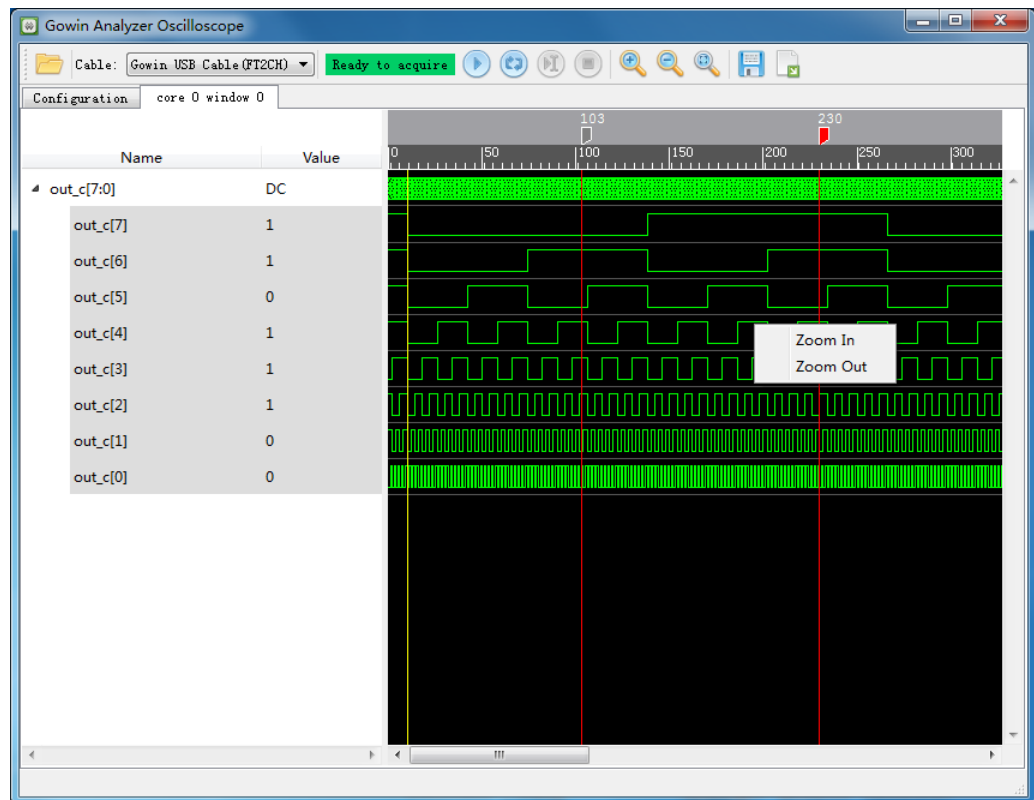 Gowin Analyzer Oscilloscope
Cable: Gowin USB Cable(FT2CH) Ready to acquire
Configuration core 0 window 0
103 230
Name Value 0 50 100 150 200 250 300
out_c[7:0] DC
out_c[7] 1
out_c[6] 1
out_c[5] 0
out_c[4] 1
Zoom In
out_c[3] 1
Zoom Out
out_c[2] 1
out_c[1] 0
out_c[0] 0